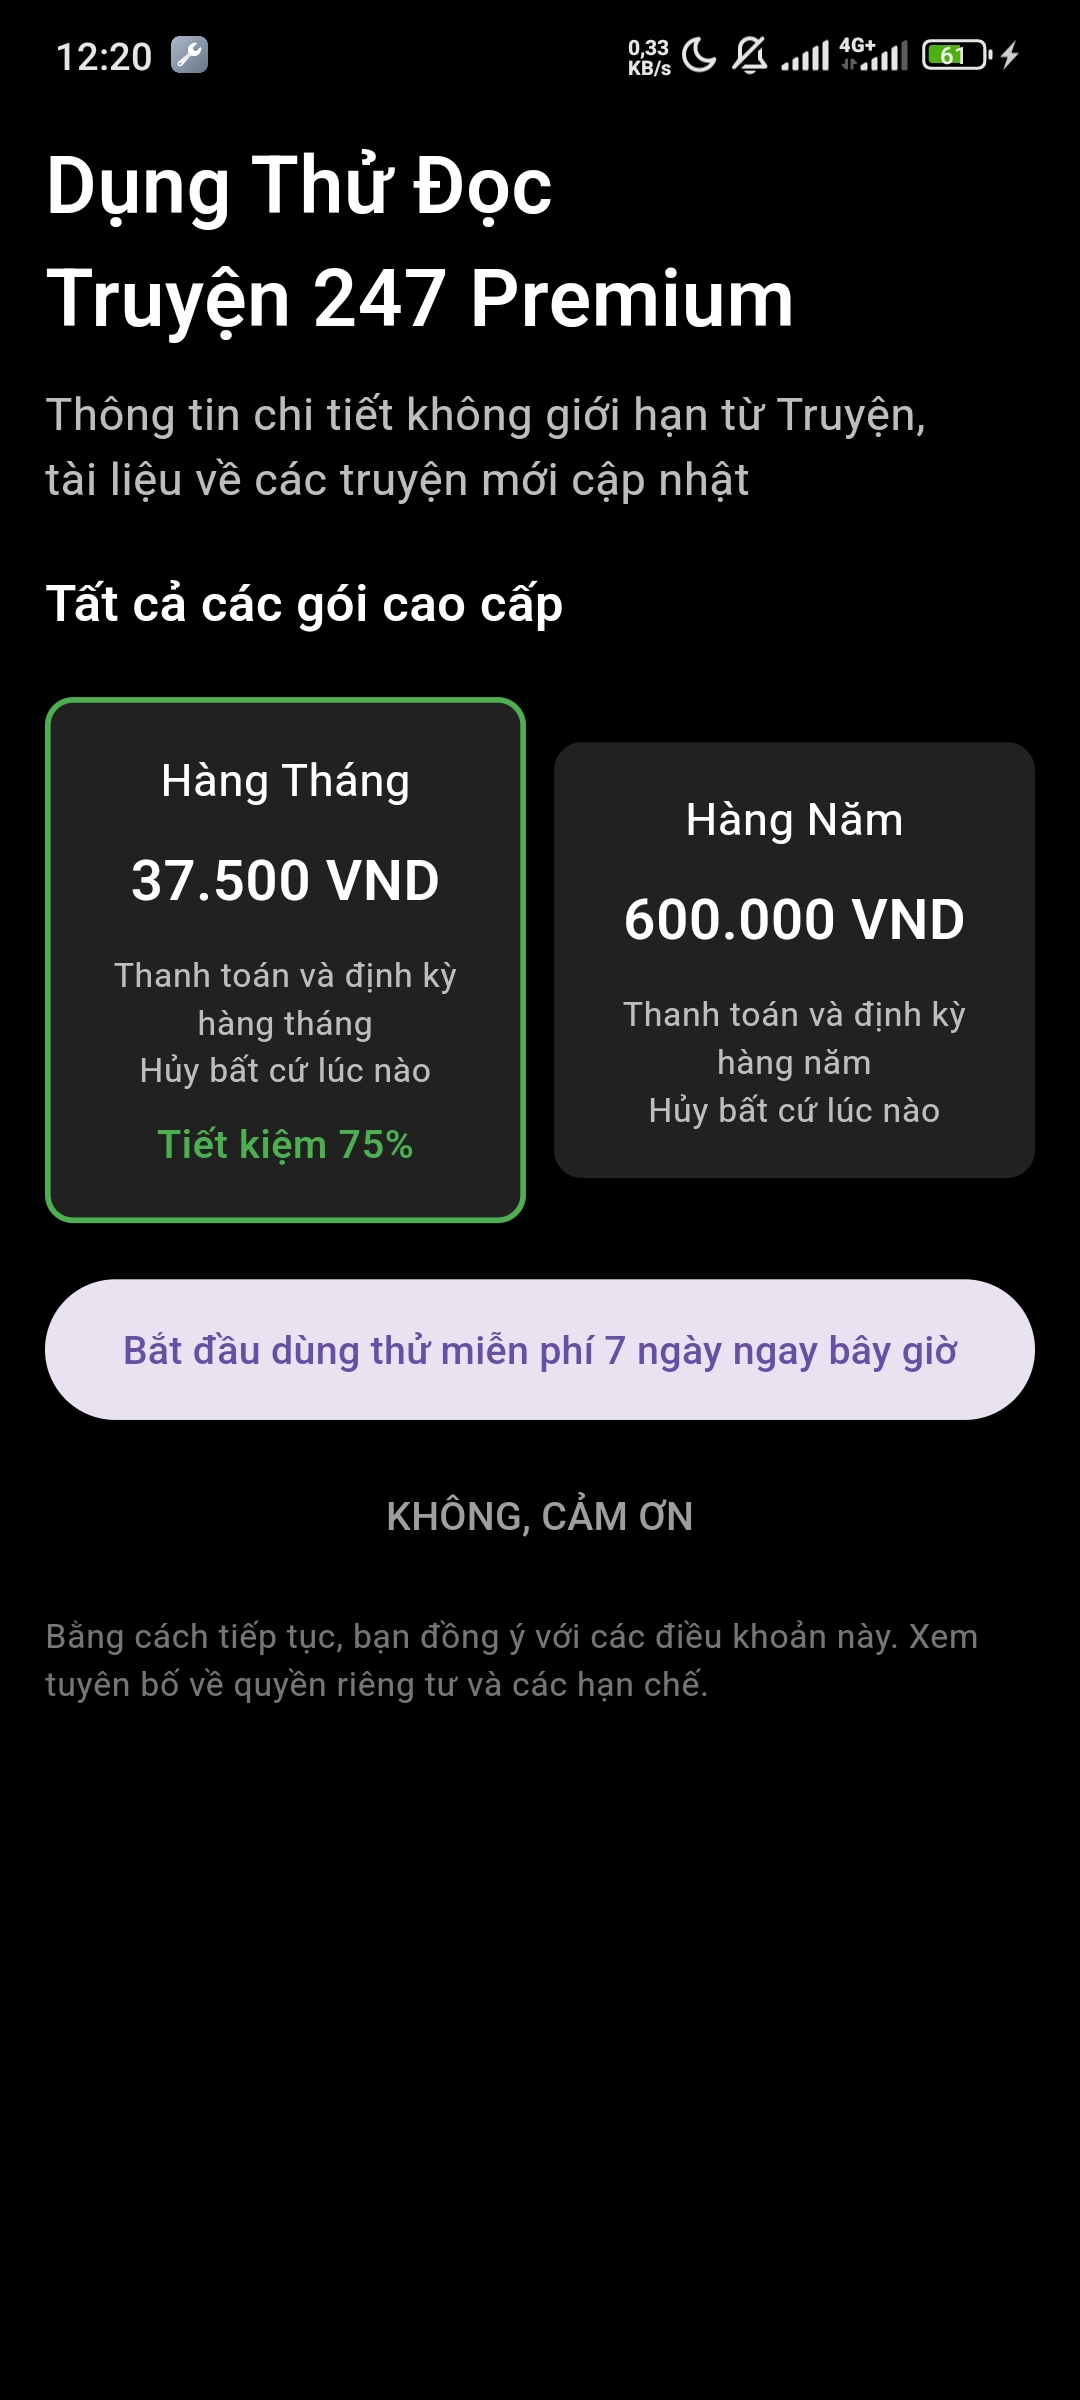 12:20
0,33
KB/s
4G+
61
Dụng Thử Đọc
Truyện 247 Premium
Thông tin chi tiết không giới hạn từ Truyện,
tài liệu về các truyện mới cập nhật
Tất cả các gói cao cấp
Hàng Tháng
37.500 VND
Thanh toán và định kỳ
hàng tháng
Hủy bất cứ lúc nào
Tiết kiệm 75%
Hàng Năm
600.000 VND
Thanh toán và định kỳ
hàng năm
Hủy bất cứ lúc nào
Bắt đầu dùng thử miễn phí 7 ngày ngay bây giờ
KHÔNG, CẢM ƠN
Bằng cách tiếp tục, bạn đồng ý với các điều khoản này. Xem
tuyên bố về quyền riêng tư và các hạn chế.